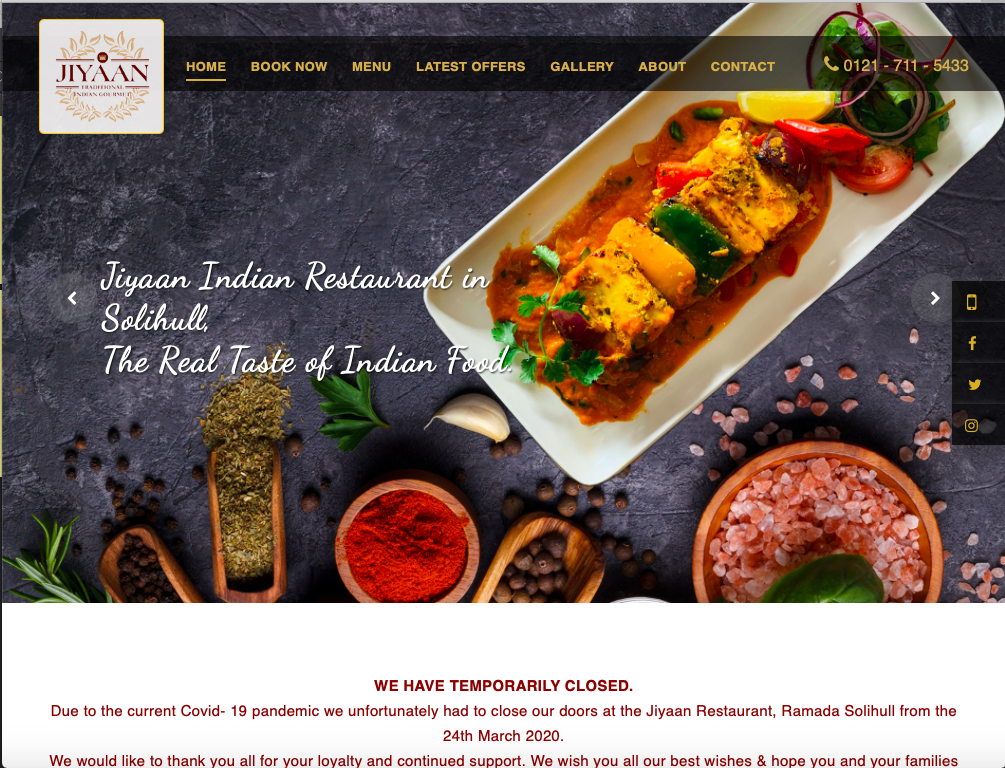 JIYAAN
TRADITIONAL
INDIAN GOURMET
HOME BOOK NOW MENU LATEST OFFERS GALLERY ABOUT CONTACT 0121 - 711 - 5433
Jiyaan Indian Restaurant in
Solihull,
The Real Taste of Indian Food.
WE HAVE TEMPORARILY CLOSED.
Due to the current Covid- 19 pandemic we unfortunately had to close our doors at the Jiyaan Restaurant, Ramada Solihull from the
24th March 2020.
We would like to thank you all for your loyalty and continued support. We wish you all our best wishes & hope you and your families